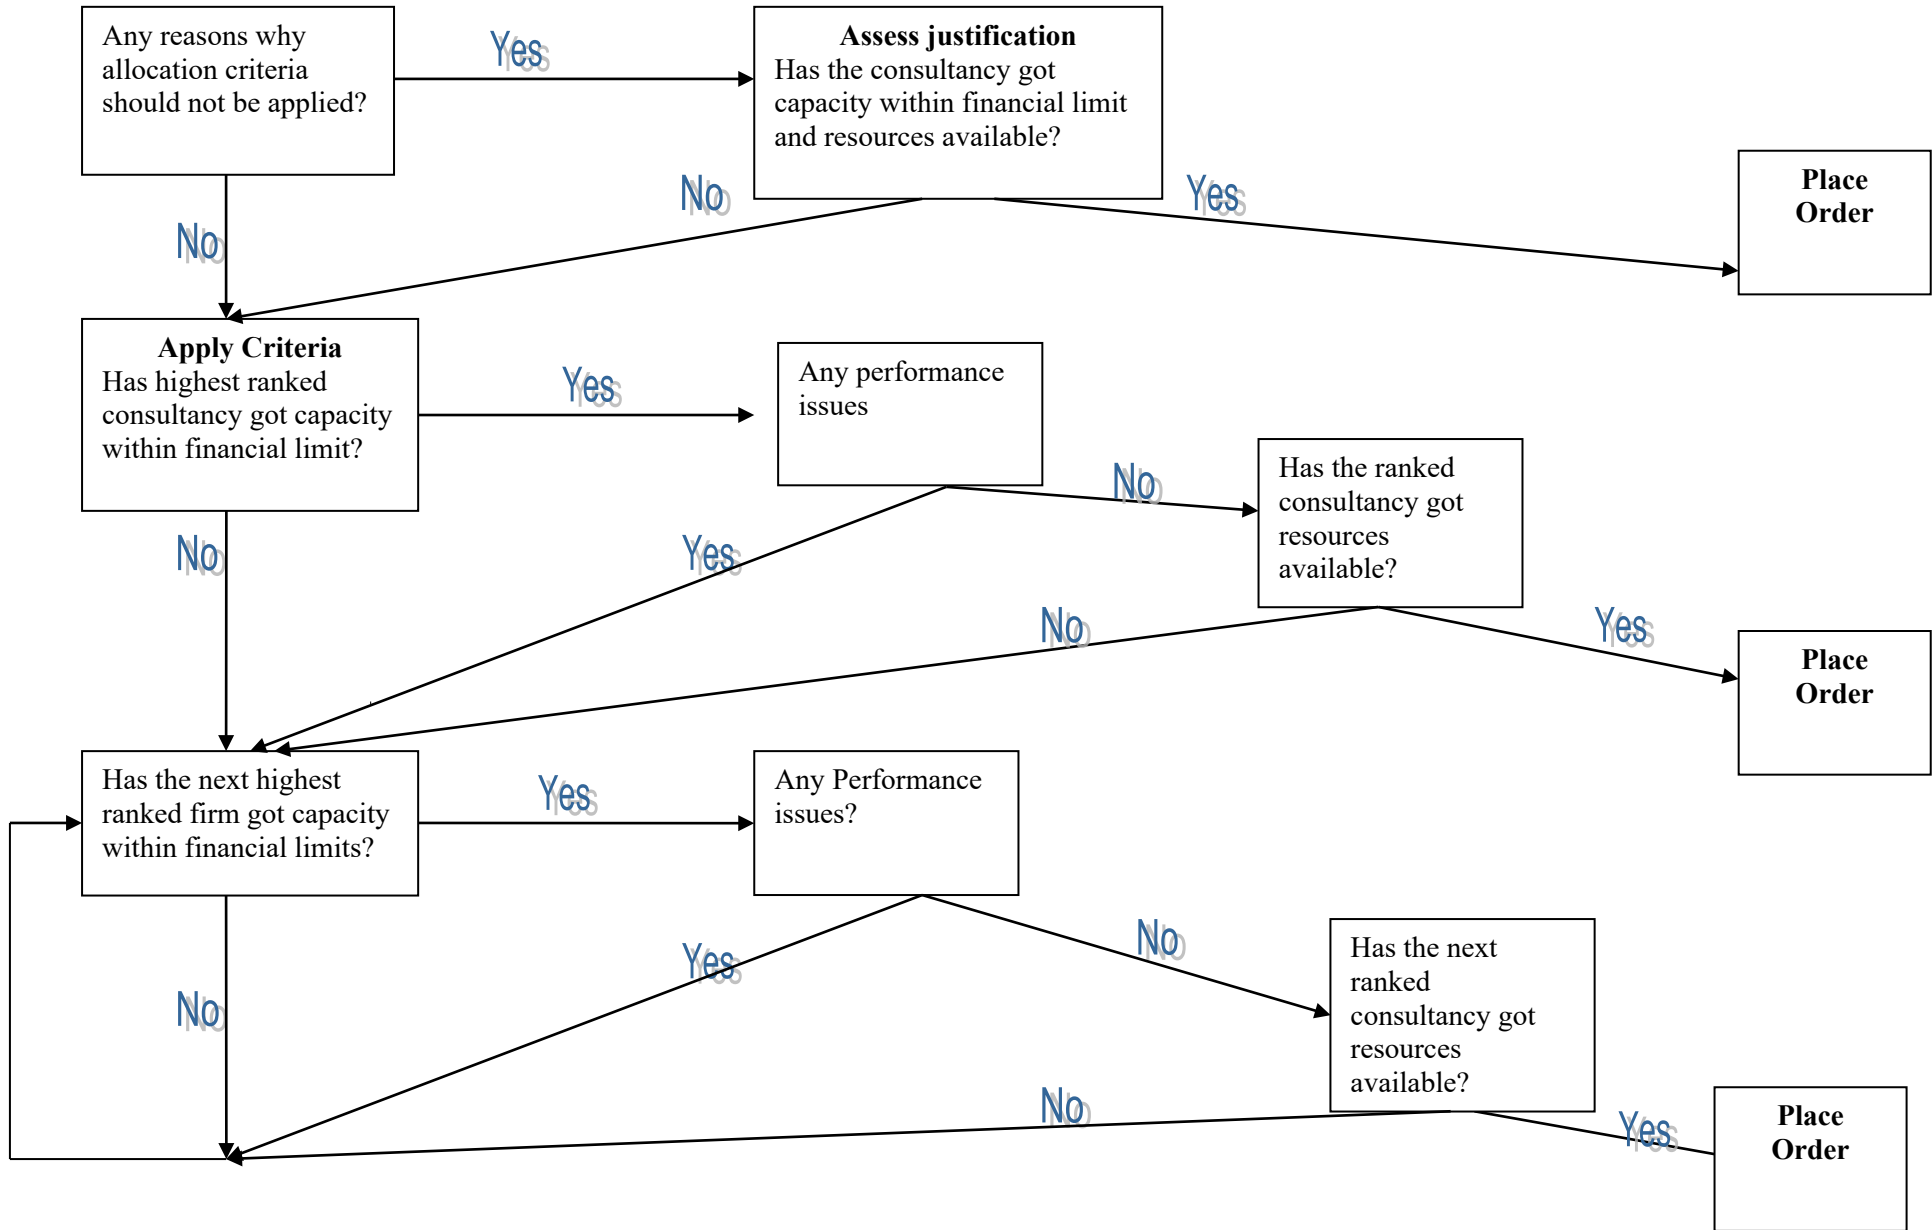 Any reasons why
allocation criteria
should not be applied?
Yes
Assess justification
Has the consultancy got
capacity within financial limit
and resources available?
No
No
Yes
Place
Order
Apply Criteria
Has highest ranked
consultancy got capacity
within financial limit?
Yes
Any performance
issues
No
Has the ranked
consultancy got
resources
available?
No
Yes
No
Yes
Place
Order
Has the next highest
ranked firm got capacity
within financial limits?
Yes
Any Performance
issues?
No
Yes
No
Has the next
ranked
consultancy got
resources
available?
No
Yes
Place
Order